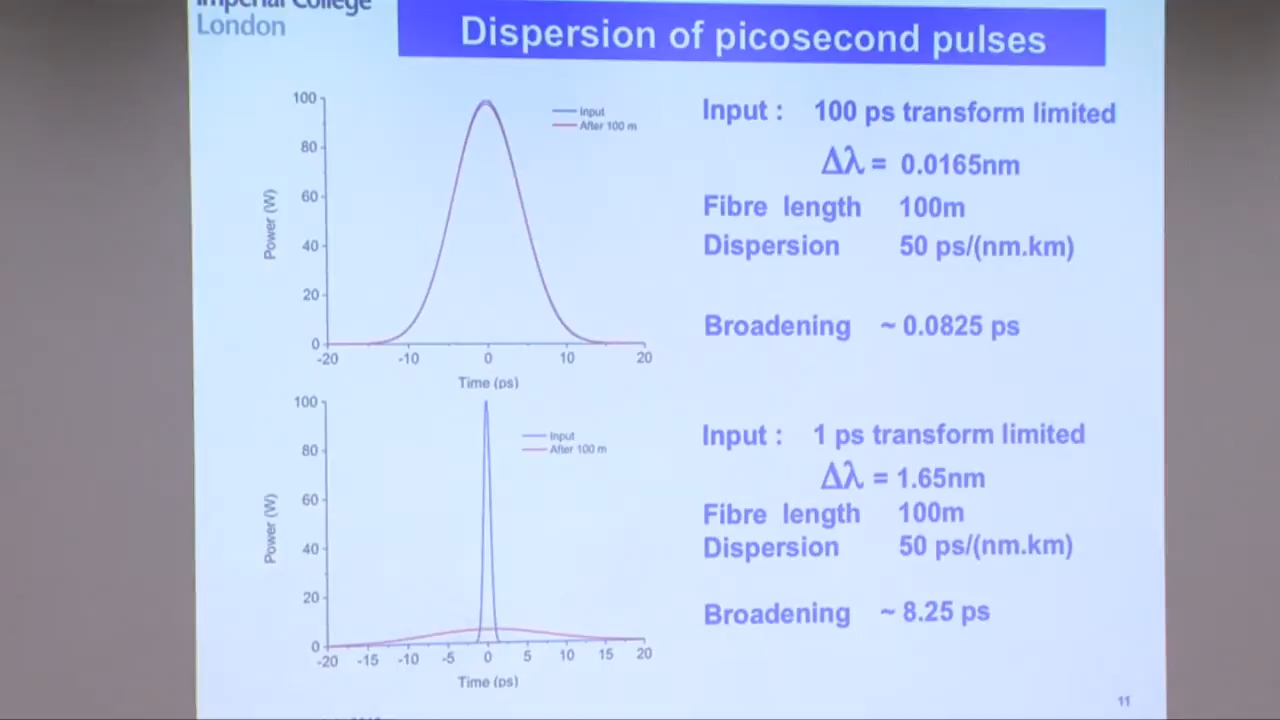 Imperial College
London
Dispersion of picosecond pulses
100
80
60
40
20
0
Power (W)
-20 -10 0 10 20
Time (ps)
Input
After 100 m
Input : 100 ps transform limited
Δλ = 0.0165nm
Fibre length 100m
Dispersion 50 ps/(nm.km)
Broadening ~ 0.0825 ps
100
80
60
40
20
0
Power (W)
-20 -15 -10 -5 0 5 10 15 20
Time (ps)
Input
After 100 m
Input : 1 ps transform limited
Δλ = 1.65nm
Fibre length 100m
Dispersion 50 ps/(nm.km)
Broadening ~ 8.25 ps
11